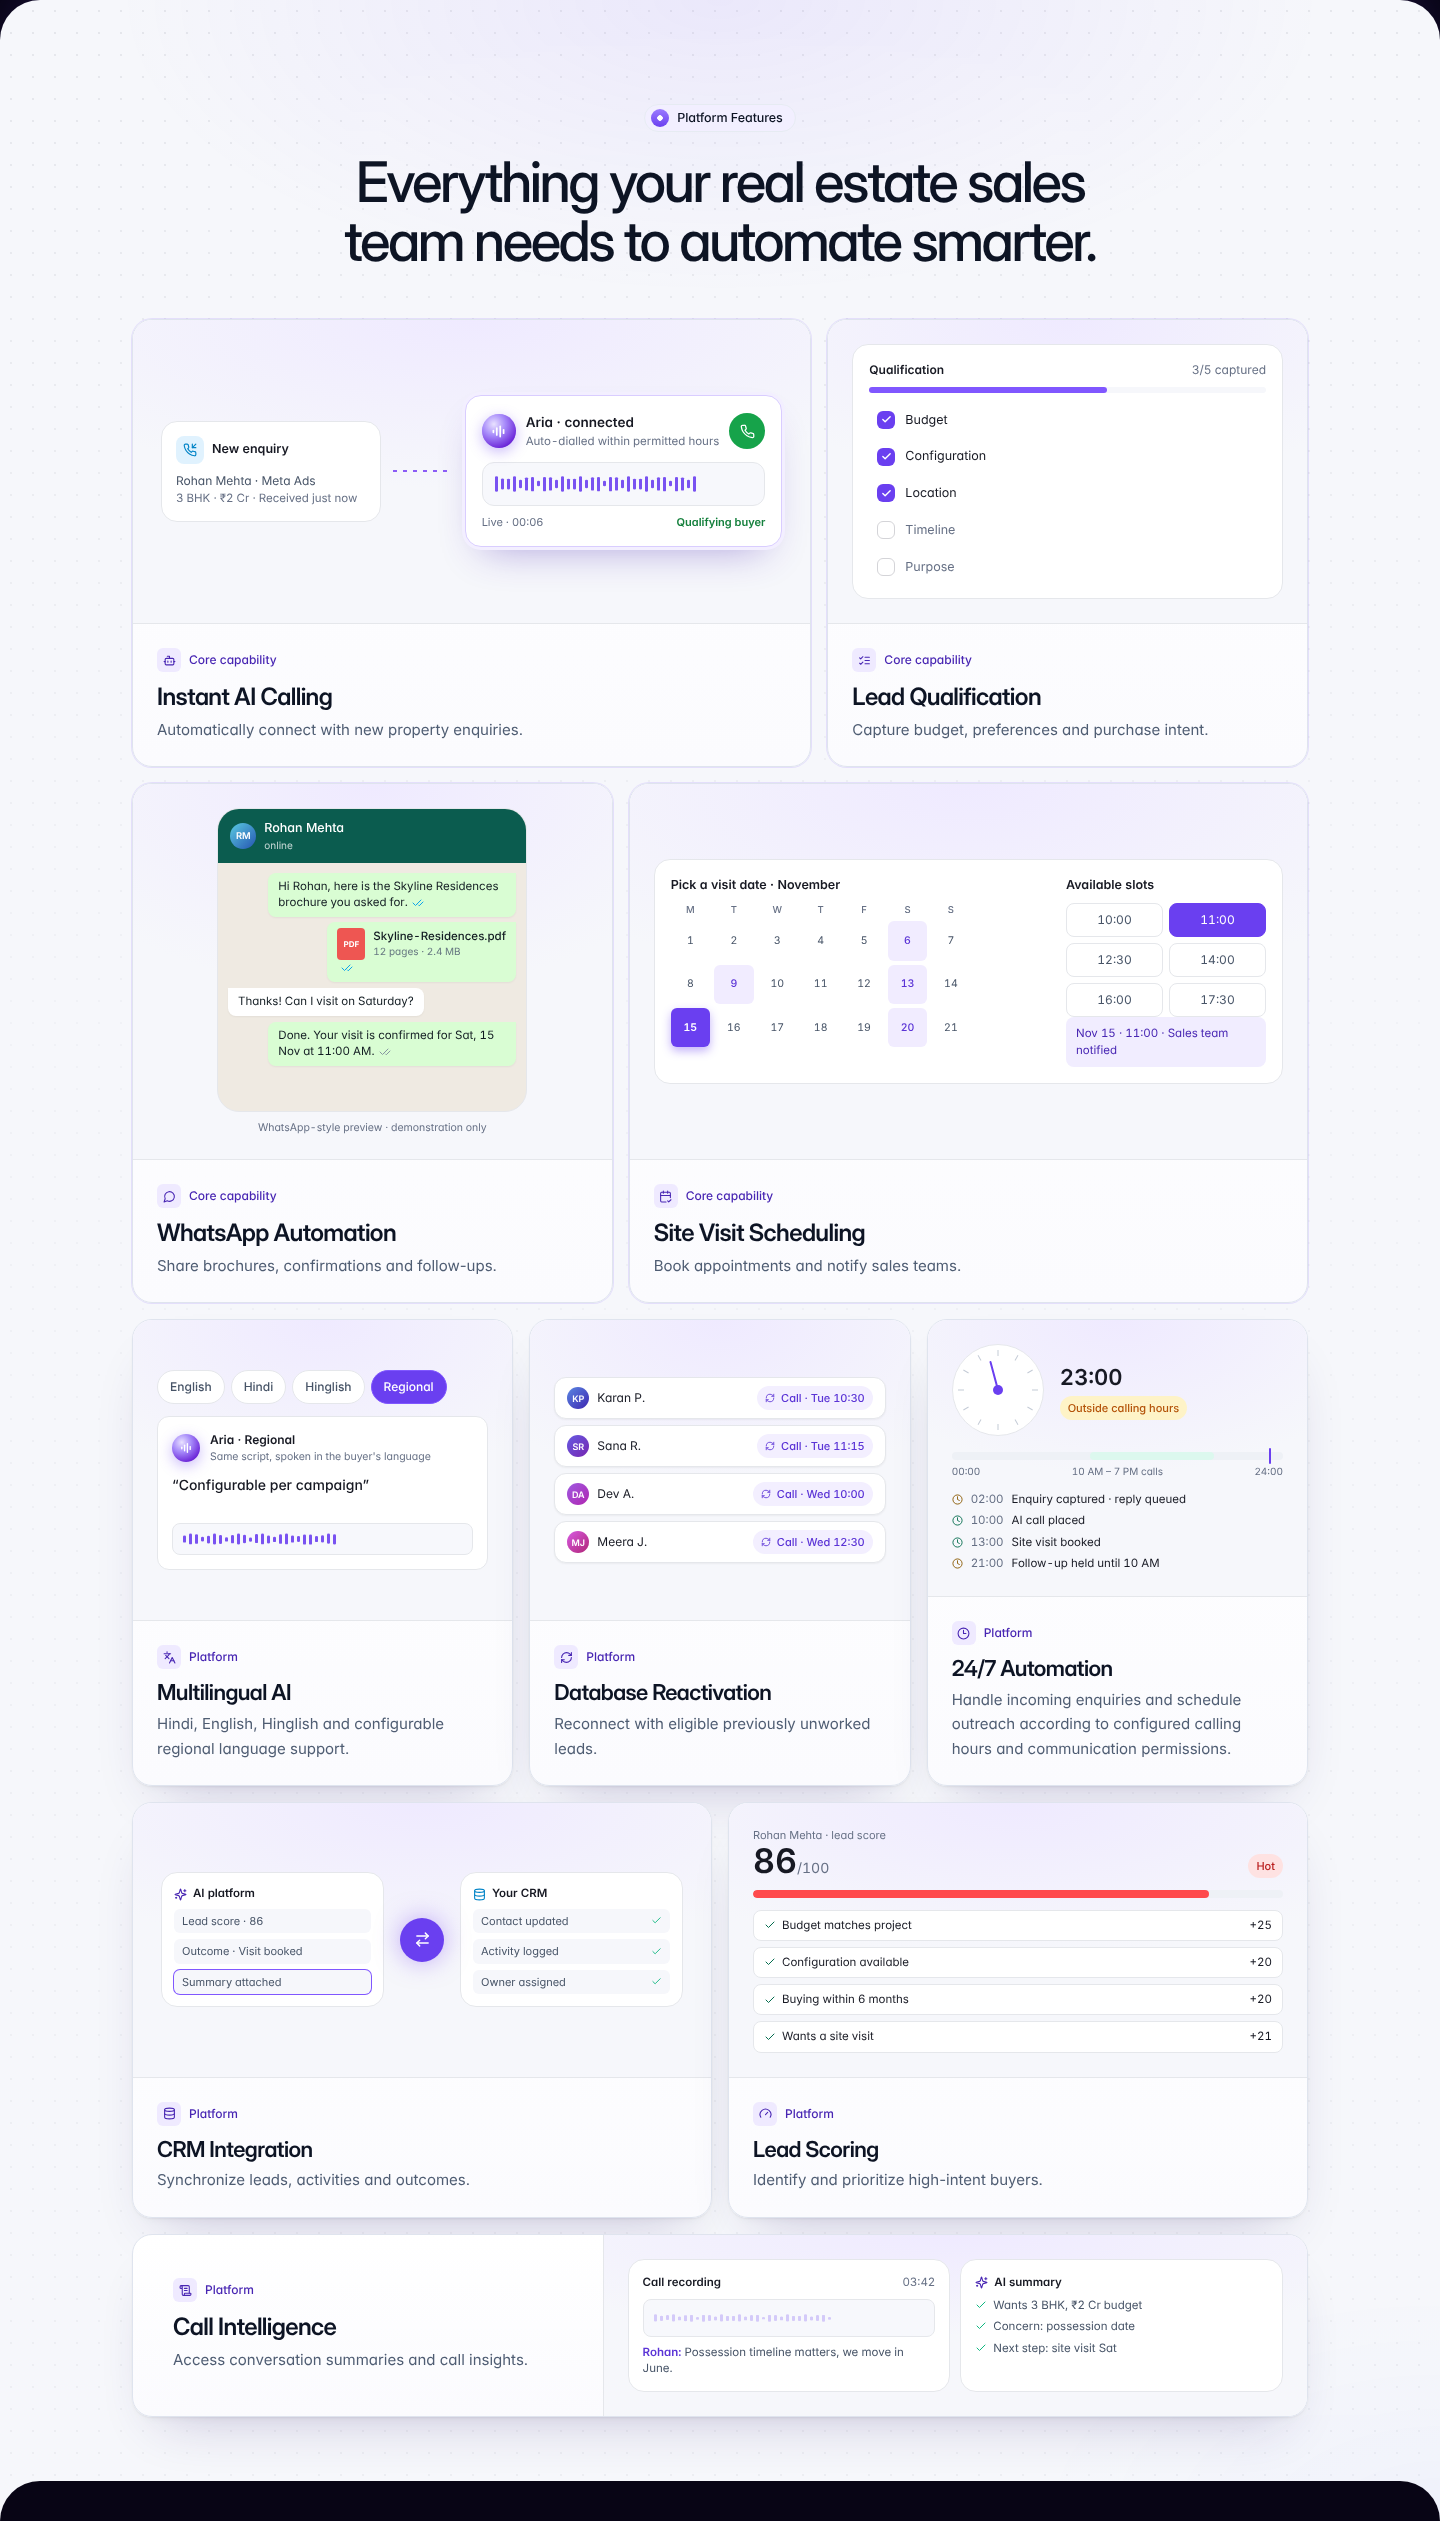 Platform Features
Everything your real estate sales
team needs to automate smarter.
New enquiry
Rohan Mehta · Meta Ads
3 BHK · ₹2 Cr · Received just now
Aria · connected
Auto-dialled within permitted hours
Live · 00:06 Qualifying buyer
Core capability
Instant AI Calling
Automatically connect with new property enquiries.
Qualification 3/5 captured
Budget
Configuration
Location
Timeline
Purpose
Core capability
Lead Qualification
Capture budget, preferences and purchase intent.
RM
Rohan Mehta
online
Hi Rohan, here is the Skyline Residences
brochure you asked for.
PDF
Skyline-Residences.pdf
12 pages · 2.4 MB
Thanks! Can I visit on Saturday?
Done. Your visit is confirmed for Sat, 15
Nov at 11:00 AM.
WhatsApp-style preview · demonstration only
Core capability
WhatsApp Automation
Share brochures, confirmations and follow-ups.
Pick a visit date · November
M T W T F S S
1 2 3 4 5 6 7
8 9 10 11 12 13 14
15 16 17 18 19 20 21
Available slots
10:00 11:00
12:30 14:00
16:00 17:30
Nov 15 · 11:00 · Sales team
notified
Core capability
Site Visit Scheduling
Book appointments and notify sales teams.
English Hindi Hinglish Regional
Aria · Regional
Same script, spoken in the buyer's language
“Configurable per campaign”
Platform
Multilingual AI
Hindi, English, Hinglish and configurable
regional language support.
KP Karan P. Call · Tue 10:30
SR Sana R. Call · Tue 11:15
DA Dev A. Call · Wed 10:00
MJ Meera J. Call · Wed 12:30
Platform
Database Reactivation
Reconnect with eligible previously unworked
leads.
23:00
Outside calling hours
00:00 10 AM – 7 PM calls 24:00
02:00 Enquiry captured · reply queued
10:00 AI call placed
13:00 Site visit booked
21:00 Follow-up held until 10 AM
Platform
24/7 Automation
Handle incoming enquiries and schedule
outreach according to configured calling
hours and communication permissions.
AI platform
Lead score · 86
Outcome · Visit booked
Summary attached
Your CRM
Contact updated
Activity logged
Owner assigned
Platform
CRM Integration
Synchronize leads, activities and outcomes.
Rohan Mehta · lead score
86/100 Hot
Budget matches project +25
Configuration available +20
Buying within 6 months +20
Wants a site visit +21
Platform
Lead Scoring
Identify and prioritize high-intent buyers.
Platform
Call Intelligence
Access conversation summaries and call insights.
Call recording 03:42
Rohan: Possession timeline matters, we move in
June.
AI summary
Wants 3 BHK, ₹2 Cr budget
Concern: possession date
Next step: site visit Sat